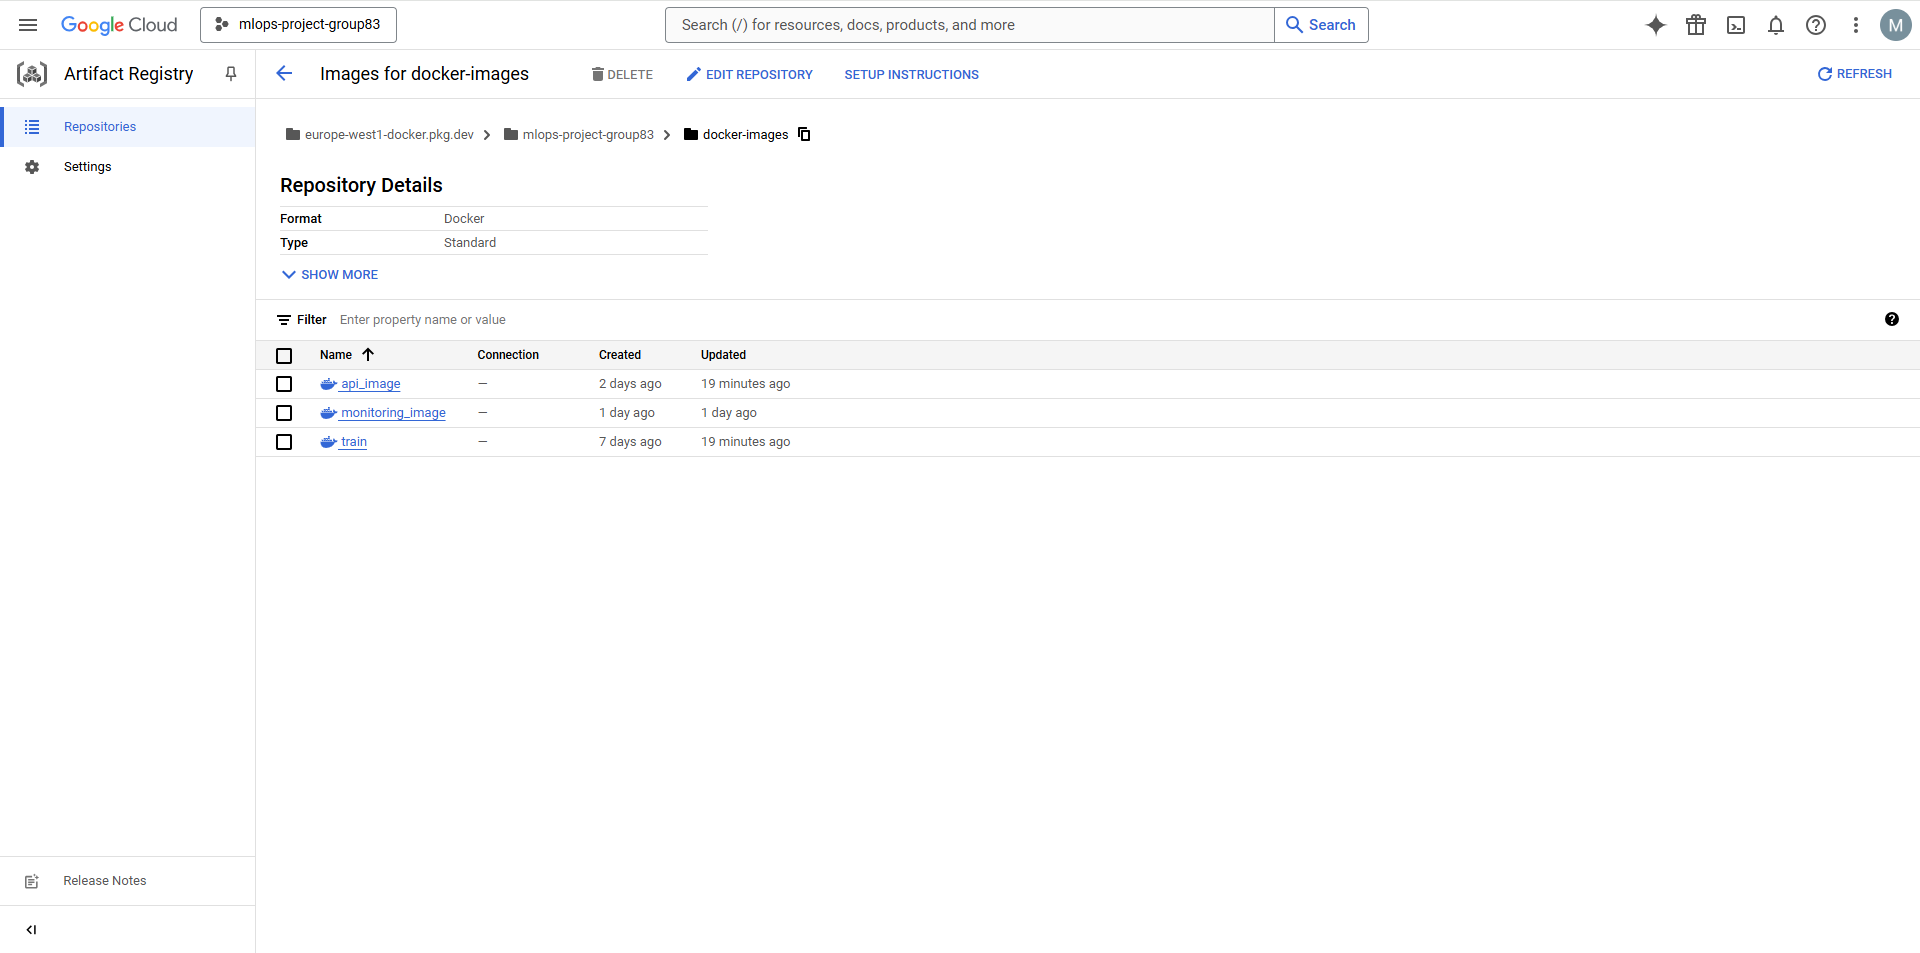 Google Cloud mlops-project-group83 Search (/) for resources, docs, products, and more Search M
Artifact Registry
Images for docker-images DELETE EDIT REPOSITORY SETUP INSTRUCTIONS REFRESH
Repositories
Settings
Release Notes
europe-west1-docker.pkg.dev mlops-project-group83 docker-images
Repository Details
Format Docker
Type Standard
SHOW MORE
Filter Enter property name or value
Name Connection Created Updated
api_image — 2 days ago 19 minutes ago
monitoring_image — 1 day ago 1 day ago
train — 7 days ago 19 minutes ago